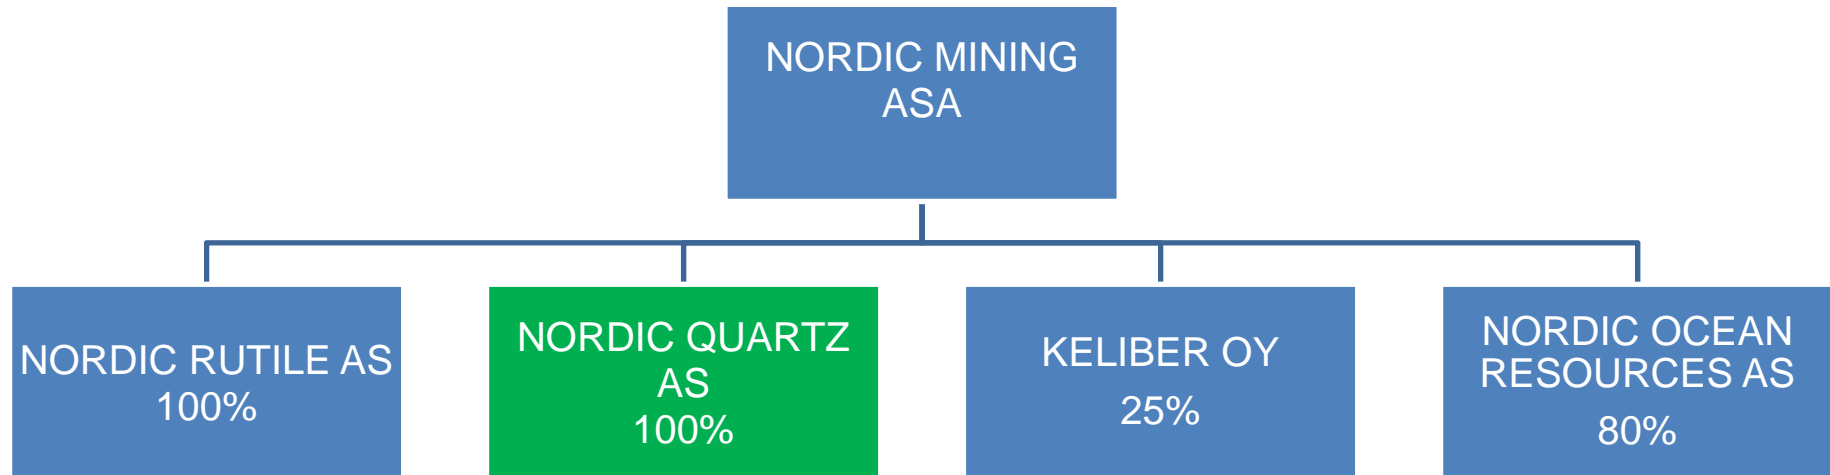 NORDIC MINING
ASA
NORDIC RUTILE AS
100%
NORDIC QUARTZ
AS
100%
KELIBER OY
25%
NORDIC OCEAN
RESOURCES AS
80%